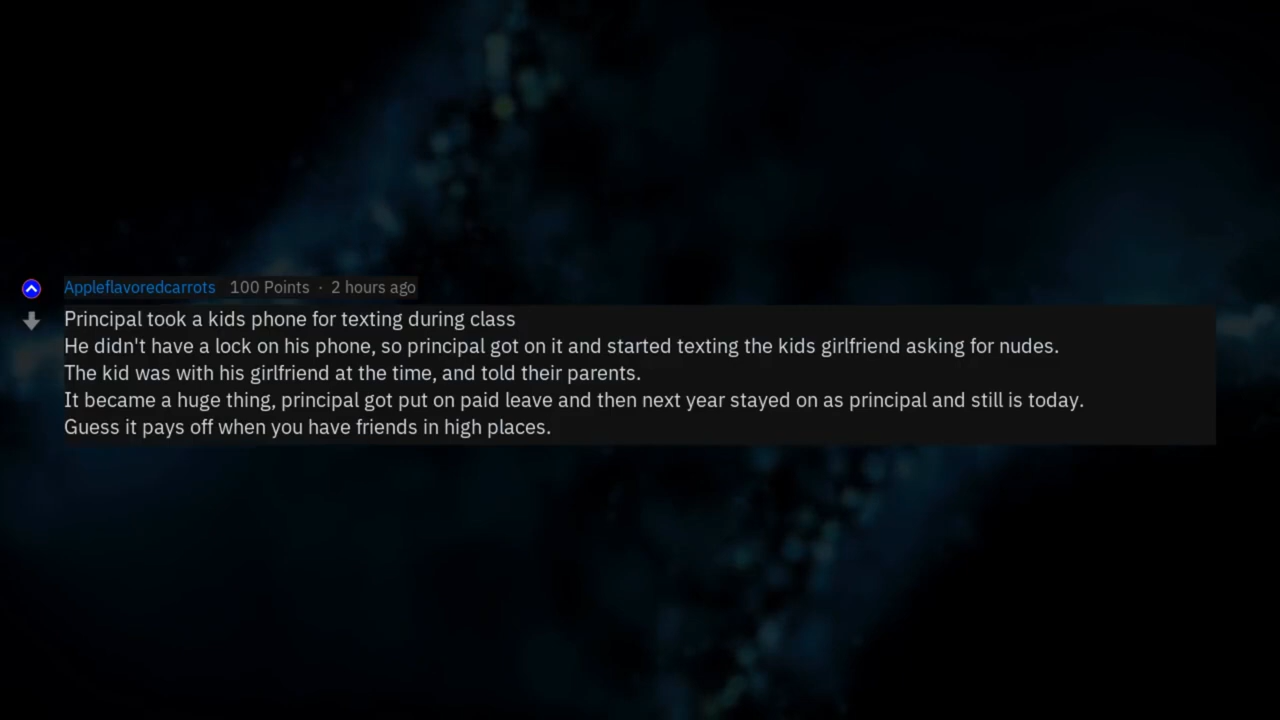 Appleflavoredcarrots 100 Points · 2 hours ago
Principal took a kids phone for texting during class
He didn't have a lock on his phone, so principal got on it and started texting the kids girlfriend asking for nudes.
The kid was with his girlfriend at the time, and told their parents.
It became a huge thing, principal got put on paid leave and then next year stayed on as principal and still is today.
Guess it pays off when you have friends in high places.